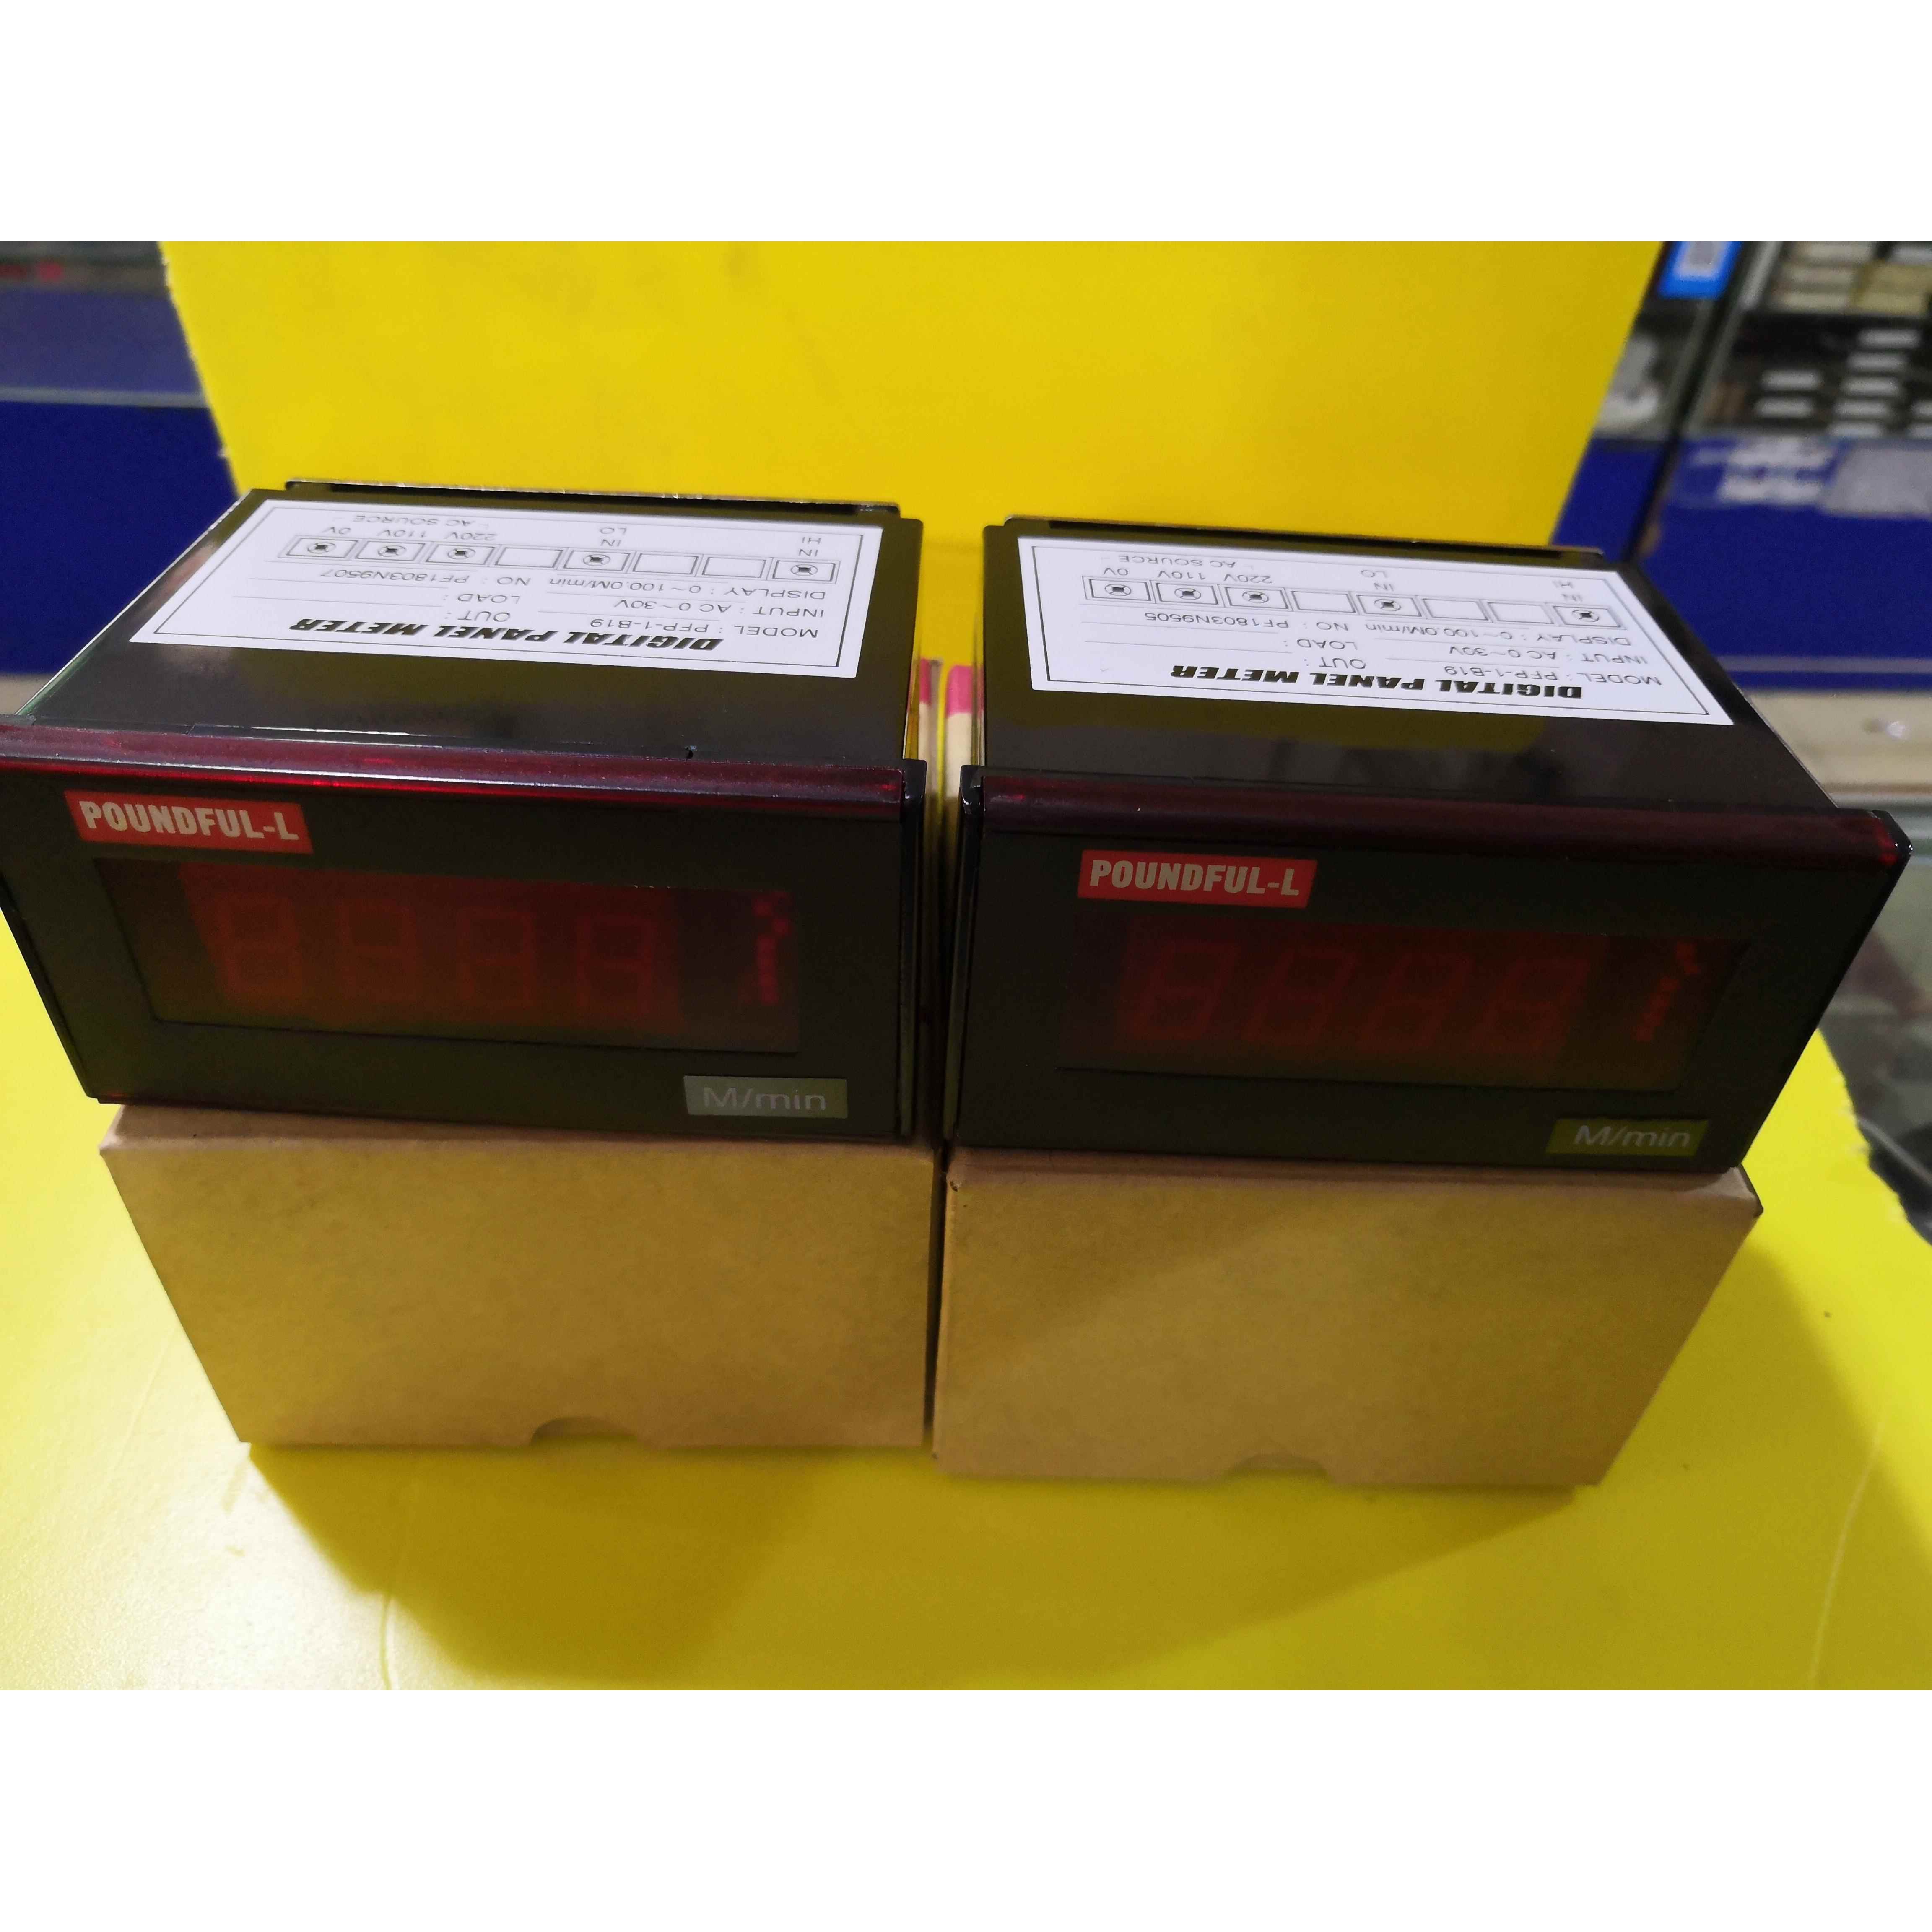 DIGITAL PANEL METER
MODEL : PFP-1-B19 OUT :
INPUT : AC 0~30V LOAD :
DISPLAY : 0~100.0M/min NO : PF1803N9507
IN HI IN LO 220V 110V 0V
AC SOURCE
POUNDFUL-L
M/min
DIGITAL PANEL METER
MODEL : PFP-1-B19 OUT :
INPUT : AC 0~30V LOAD :
DISPLAY : 0~100.0M/min NO : PF1803N9505
IN HI IN LO 220V 110V 0V
AC SOURCE
POUNDFUL-L
M/min